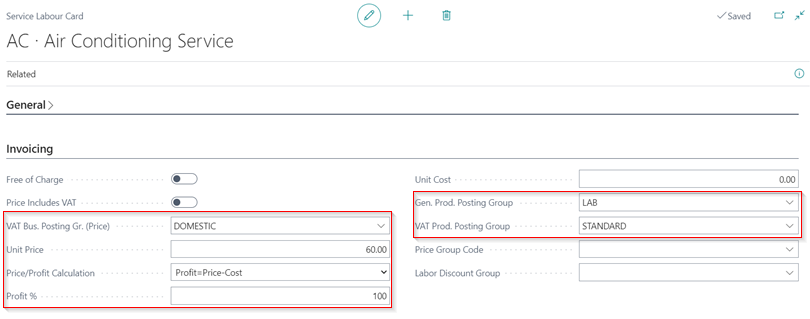 Service Labour Card
Saved
AC · Air Conditioning Service
Related
General
Invoicing
Free of Charge
Price Includes VAT
VAT Bus. Posting Gr. (Price) DOMESTIC
Unit Price 60.00
Price/Profit Calculation Profit=Price-Cost
Profit % 100
Unit Cost 0.00
Gen. Prod. Posting Group LAB
VAT Prod. Posting Group STANDARD
Price Group Code
Labor Discount Group